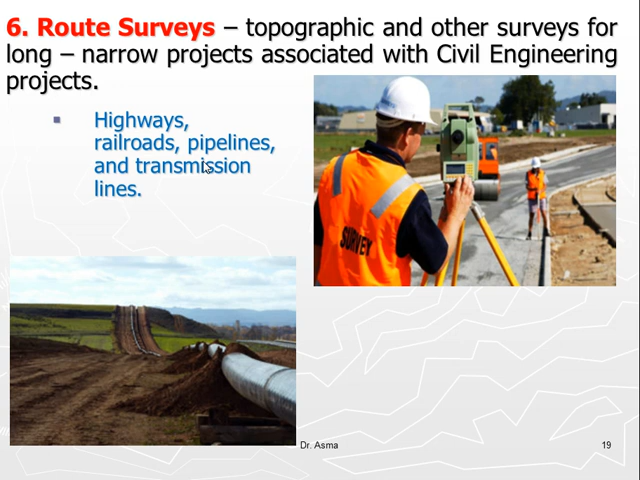 6. Route Surveys – topographic and other surveys for
long – narrow projects associated with Civil Engineering
projects.
▪ Highways,
railroads, pipelines,
and transmission
lines.
SURVEY
Dr. Asma
19